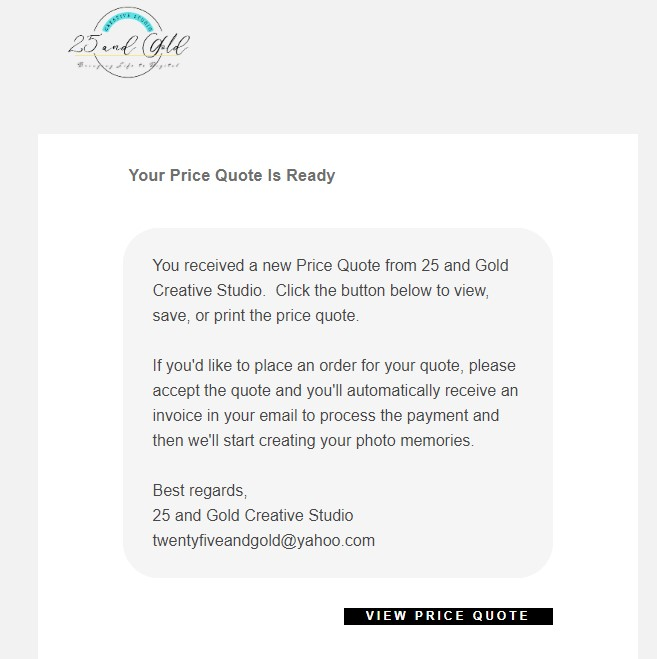 CREATIVE STUDIO
25 and Gold
Bringing Life to Digital
Your Price Quote Is Ready
You received a new Price Quote from 25 and Gold
Creative Studio.  Click the button below to view,
save, or print the price quote.
If you'd like to place an order for your quote, please
accept the quote and you'll automatically receive an
invoice in your email to process the payment and
then we'll start creating your photo memories.
Best regards,
25 and Gold Creative Studio
twentyfiveandgold@yahoo.com
VIEW PRICE QUOTE